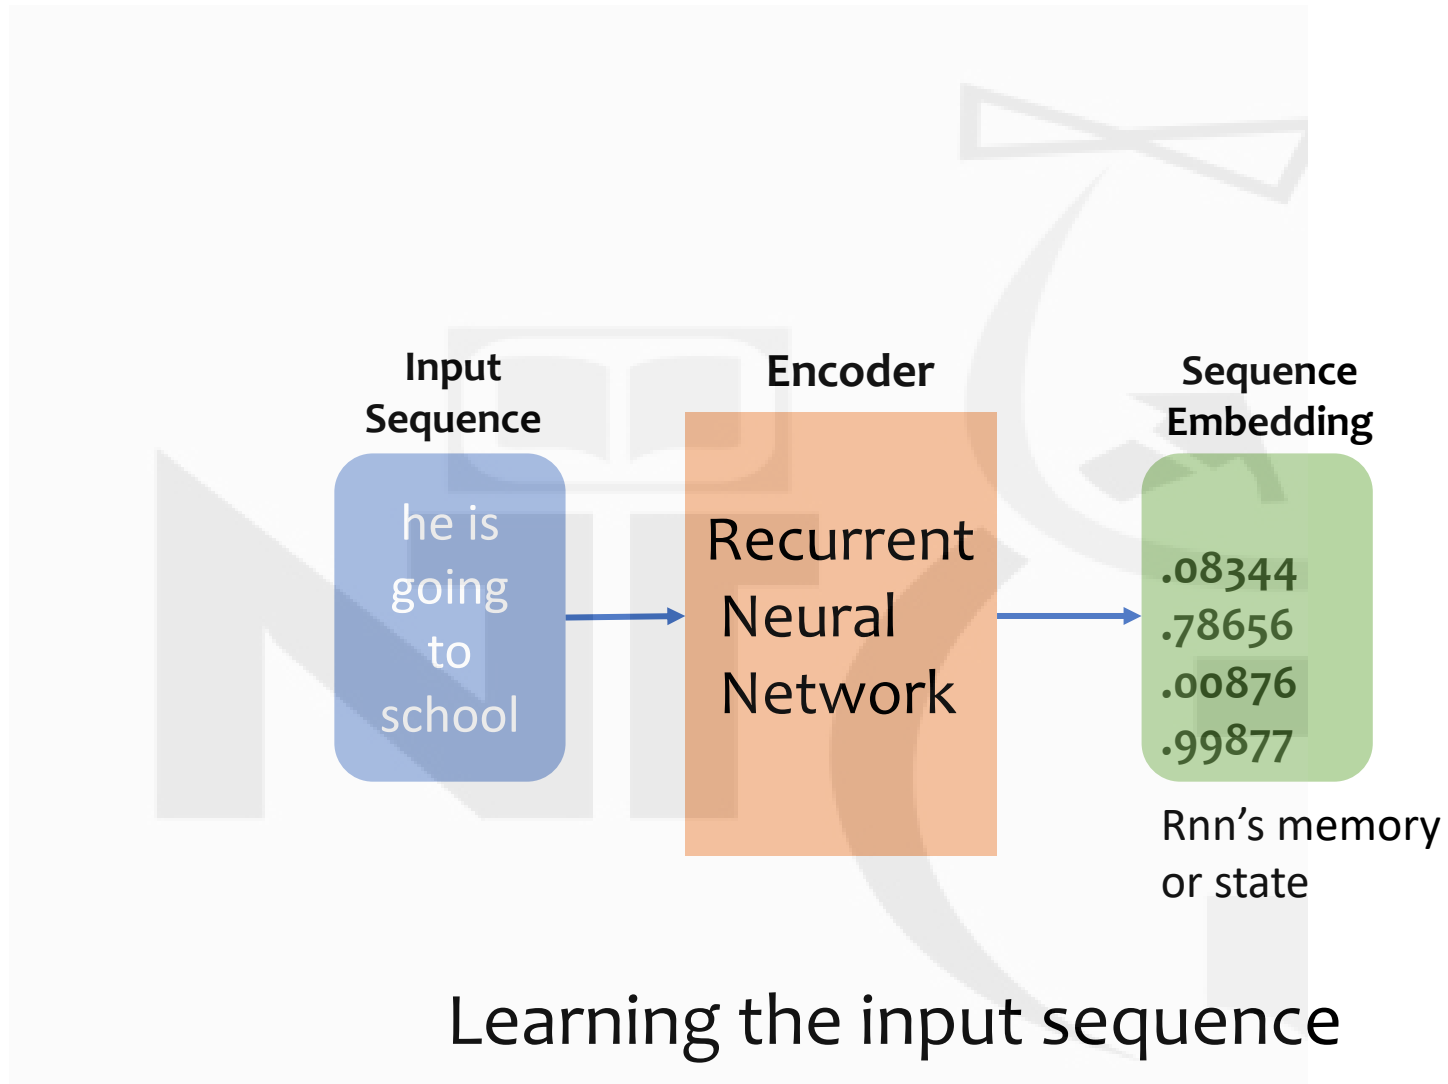 Input
Sequence
he is
going
to
school
Encoder
Recurrent
Neural
Network
Sequence
Embedding
.08344
.78656
.00876
.99877
Rnn’s memory
or state
Learning the input sequence